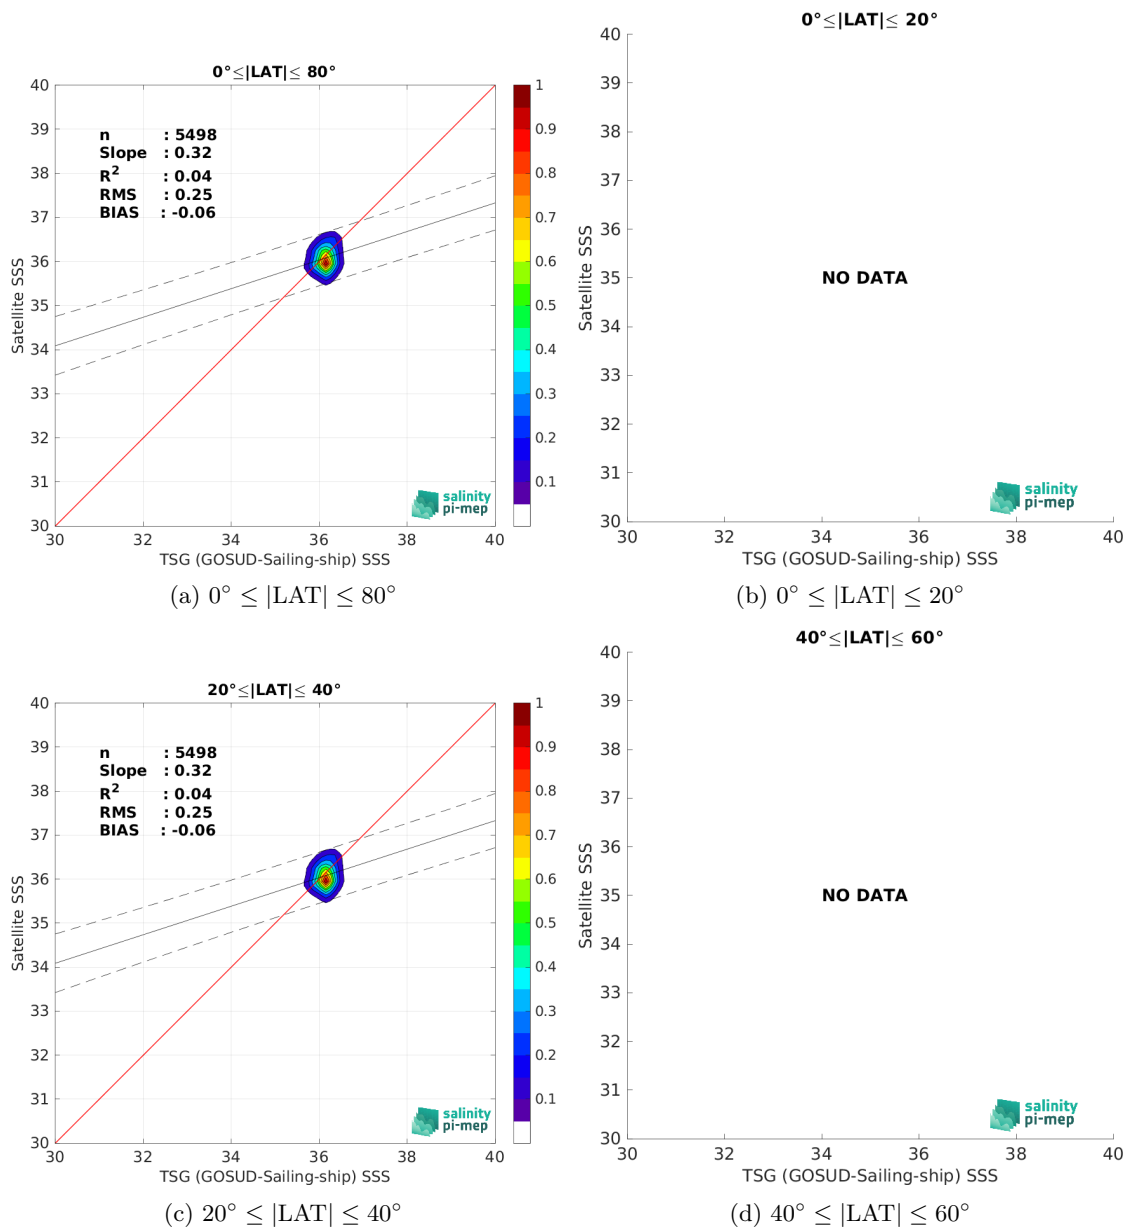 0°≤|LAT|≤ 80°
40
39
38
37
36
35
34
33
32
31
30
Satellite SSS
n : 5498
Slope : 0.32
R² : 0.04
RMS : 0.25
BIAS : -0.06
1
0.9
0.8
0.7
0.6
0.5
0.4
0.3
0.2
0.1
salinity
pi-mep
30 32 34 36 38 40
TSG (GOSUD-Sailing-ship) SSS
(a) 0° ≤ |LAT| ≤ 80°
0°≤|LAT|≤ 20°
40
39
38
37
36
35
34
33
32
31
30
Satellite SSS
NO DATA
salinity
pi-mep
30 32 34 36 38 40
TSG (GOSUD-Sailing-ship) SSS
(b) 0° ≤ |LAT| ≤ 20°
20°≤|LAT|≤ 40°
40
39
38
37
36
35
34
33
32
31
30
Satellite SSS
n : 5498
Slope : 0.32
R² : 0.04
RMS : 0.25
BIAS : -0.06
1
0.9
0.8
0.7
0.6
0.5
0.4
0.3
0.2
0.1
salinity
pi-mep
30 32 34 36 38 40
TSG (GOSUD-Sailing-ship) SSS
(c) 20° ≤ |LAT| ≤ 40°
40°≤|LAT|≤ 60°
40
39
38
37
36
35
34
33
32
31
30
Satellite SSS
NO DATA
salinity
pi-mep
30 32 34 36 38 40
TSG (GOSUD-Sailing-ship) SSS
(d) 40° ≤ |LAT| ≤ 60°